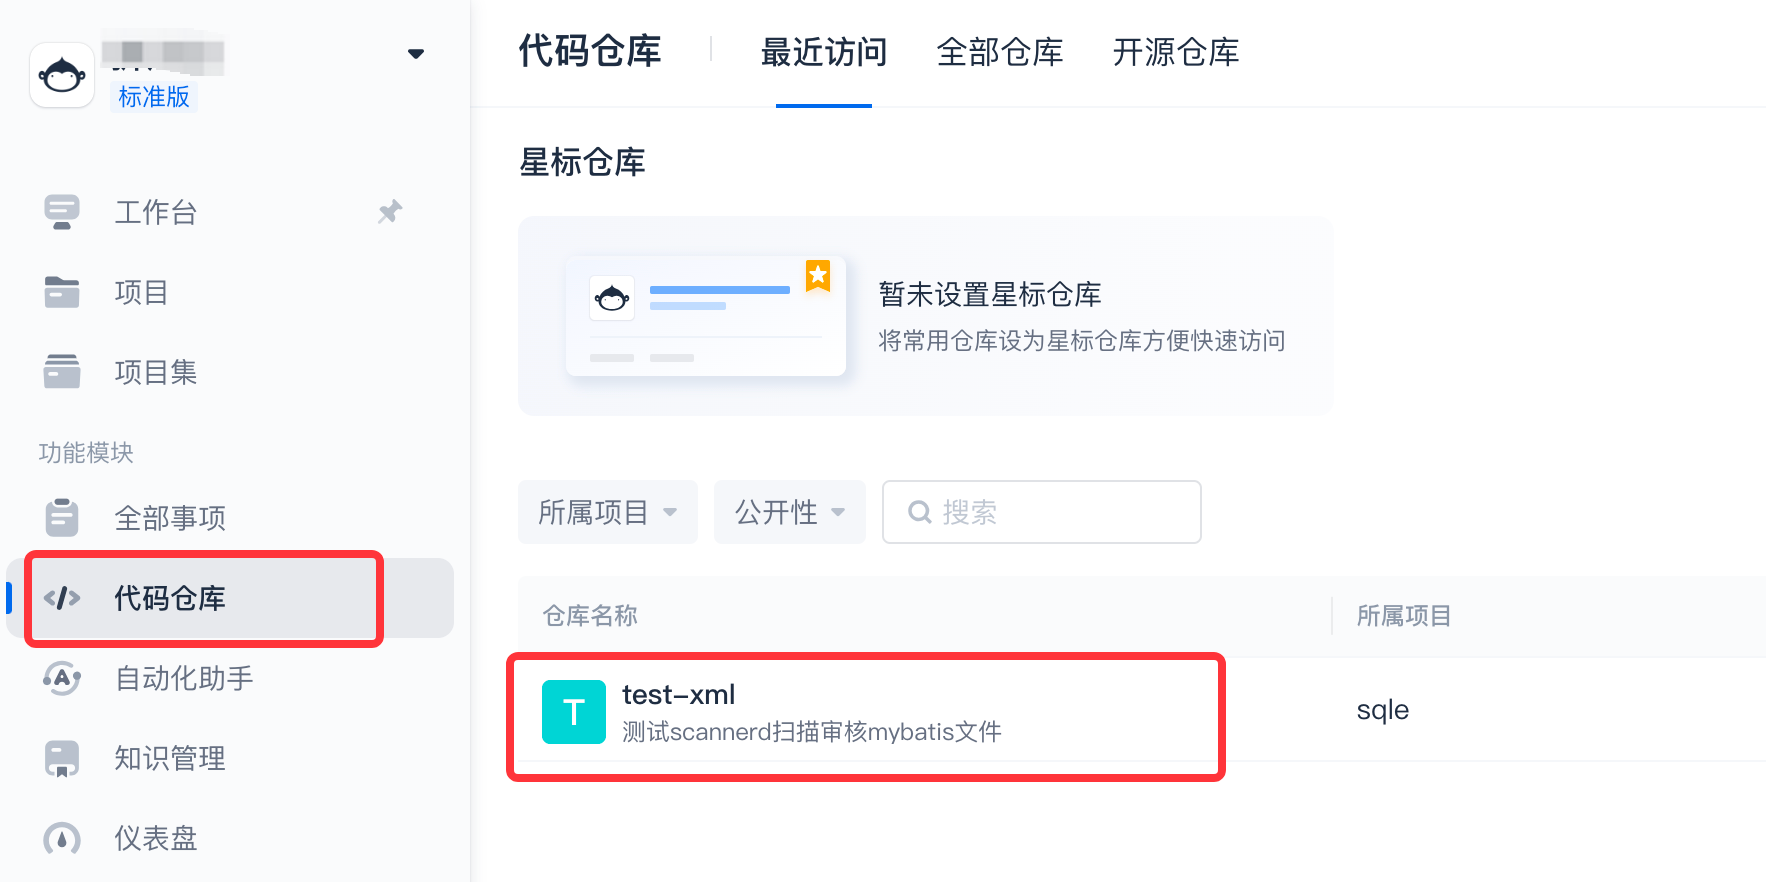 标准版
工作台
项目
项目集
功能模块
全部事项
代码仓库
自动化助手
知识管理
仪表盘
代码仓库
最近访问
全部仓库
开源仓库
星标仓库
暂未设置星标仓库
将常用仓库设为星标仓库方便快速访问
所属项目
公开性
搜索
仓库名称
所属项目
T
test-xml
测试scannerd扫描审核mybatis文件
sqle